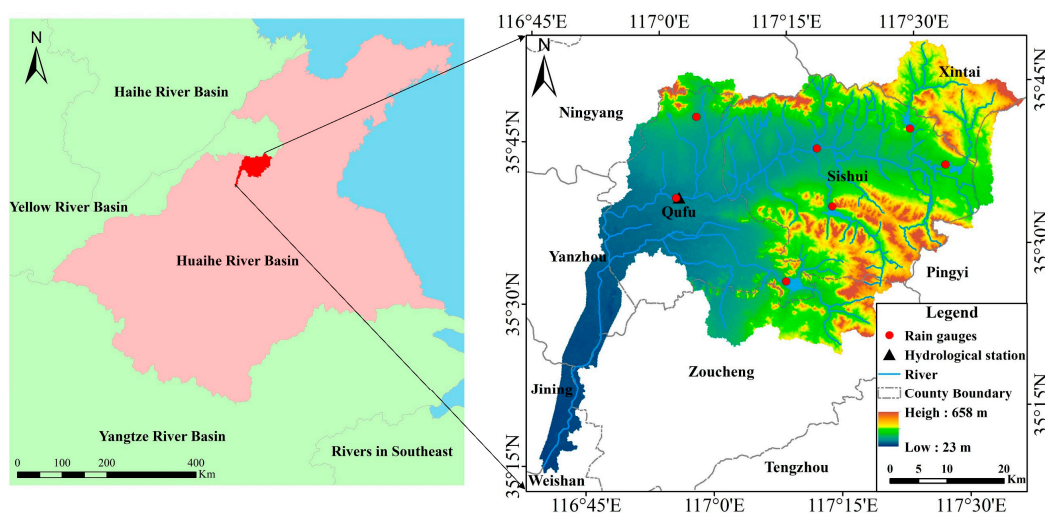 N
Haihe River Basin
Yellow River Basin
Huaihe River Basin
Yangtze River Basin
Rivers in Southeast
0 100 200 400
Km
116°45'E 117°0'E 117°15'E 117°30'E
N
Xintai
Ningyang
35°45'N
35°45'N
Sishui
Qufu
Yanzhou
35°30'N
Pingyi
35°30'N
Legend
Rain gauges
Hydrological station
River
County Boundary
Heigh : 658 m
Low : 23 m
0 5 10 20
Km
Zoucheng
Jining
35°15'N
Tengzhou
35°15'N
Weishan
116°45'E 117°0'E 117°15'E 117°30'E